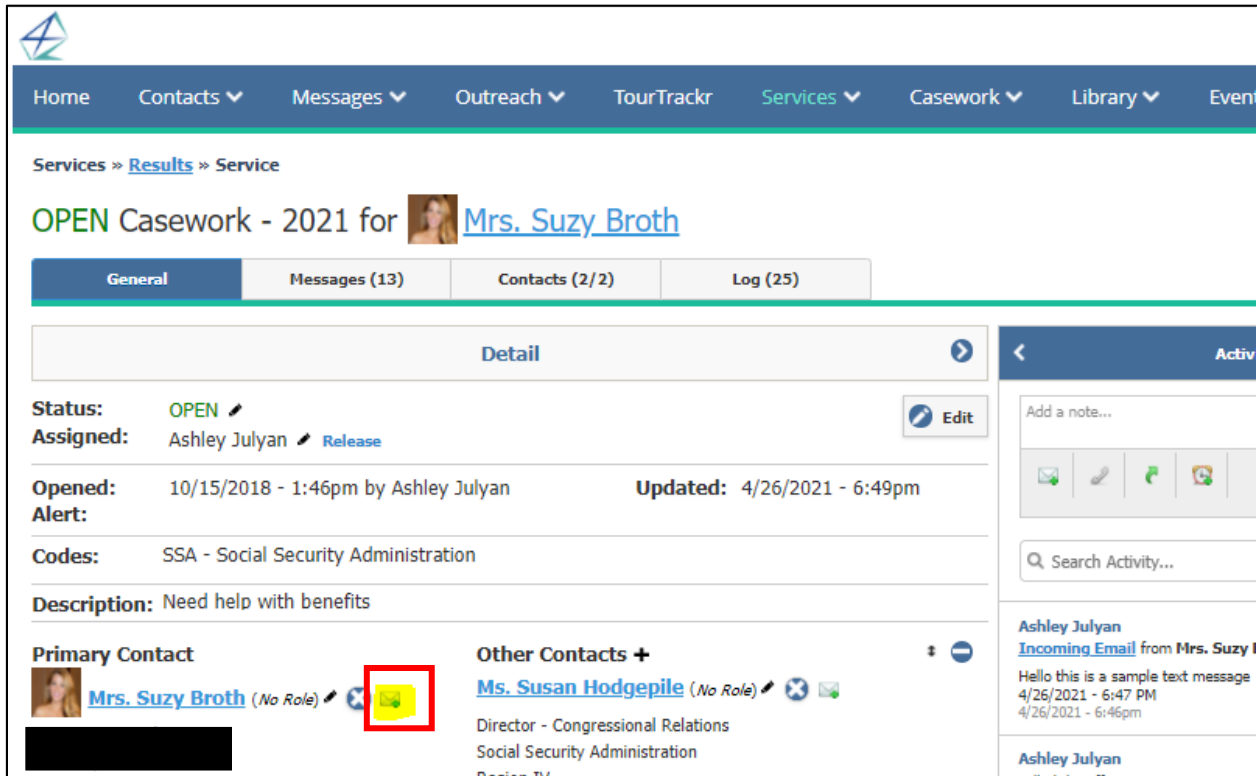 Home Contacts Messages Outreach TourTrackr Services Casework Library
Services » Results » Service
OPEN Casework - 2021 for Mrs. Suzy Broth
General Messages (13) Contacts (2/2) Log (25)
Detail
Status: OPEN
Edit
Assigned: Ashley Julyan Release
Opened: 10/15/2018 - 1:46pm by Ashley Julyan Updated: 4/26/2021 - 6:49pm
Alert:
Codes: SSA - Social Security Administration
Description: Need help with benefits
Primary Contact
Mrs. Suzy Broth (No Role)
Other Contacts +
Ms. Susan Hodgepile (No Role)
Director - Congressional Relations
Social Security Administration
Add a note...
Search Activity...
Ashley Julyan
Incoming Email from Mrs. Suzy
Hello this is a sample text message
4/26/2021 - 6:47 PM
4/26/2021 - 6:46pm
Ashley Julyan